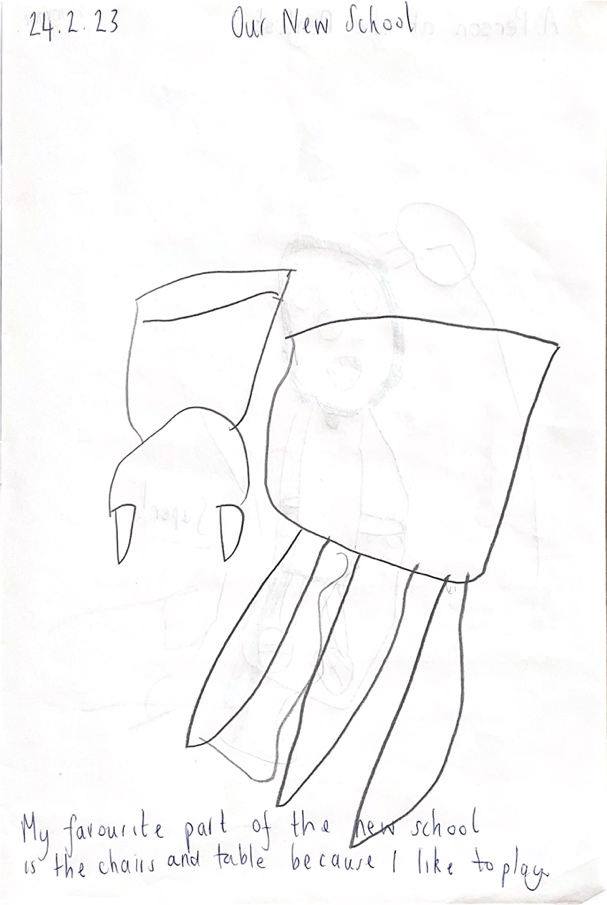 24.2.23 Our New School
My favourite part of the new school
is the chairs and table because I like to play